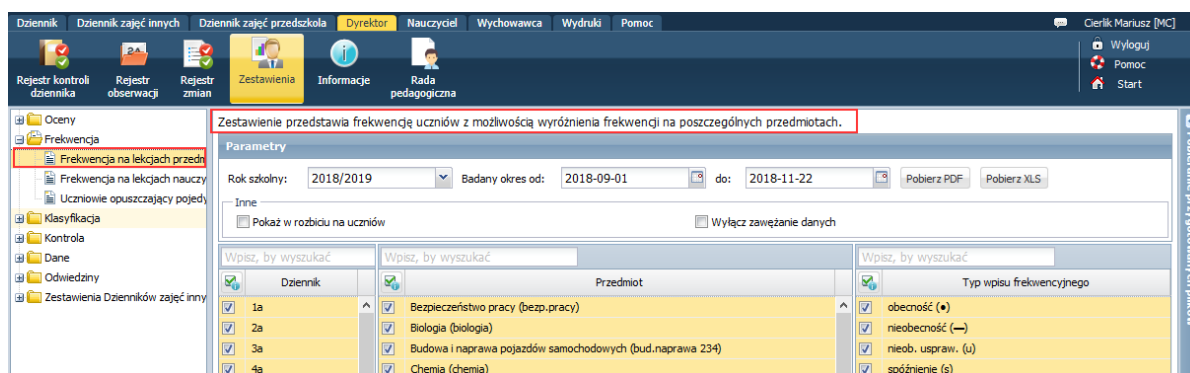 Dziennik Dziennik zajęć innych Dziennik zajęć przedszkola Dyrektor Nauczyciel Wychowawca Wydruki Pomoc Cierlik Mariusz [MC]
Rejestr kontroli dziennika
Rejestr obserwacji
Rejestr zmian
Zestawienia
Informacje
Rada pedagogiczna
Wyloguj
Pomoc
Start
Oceny
Frekwencja
Frekwencja na lekcjach przedn
Frekwencja na lekcjach nauczy
Uczniowie opuszczający pojedy
Klasyfikacja
Kontrola
Dane
Odwiedziny
Zestawienia Dzienników zajęć inny
Zestawienie przedstawia frekwencję uczniów z możliwością wyróżnienia frekwencji na poszczególnych przedmiotach.
Parametry
Rok szkolny: 2018/2019 Badany okres od: 2018-09-01 do: 2018-11-22 Pobierz PDF Pobierz XLS
Inne
Pokaż w rozbiciu na uczniów Wyłącz zawężanie danych
Wpisz, by wyszukać Wpisz, by wyszukać Wpisz, by wyszukać
Dziennik Przedmiot Typ wpisu frekwencyjnego
1a Bezpieczeństwo pracy (bezp.pracy) obecność (●)
2a Biologia (biologia) nieobecność (—)
3a Budowa i naprawa pojazdów samochodowych (bud.naprawa 234) nieob. uspraw. (u)
4a Chemia (chemia) spóźnienie (s)